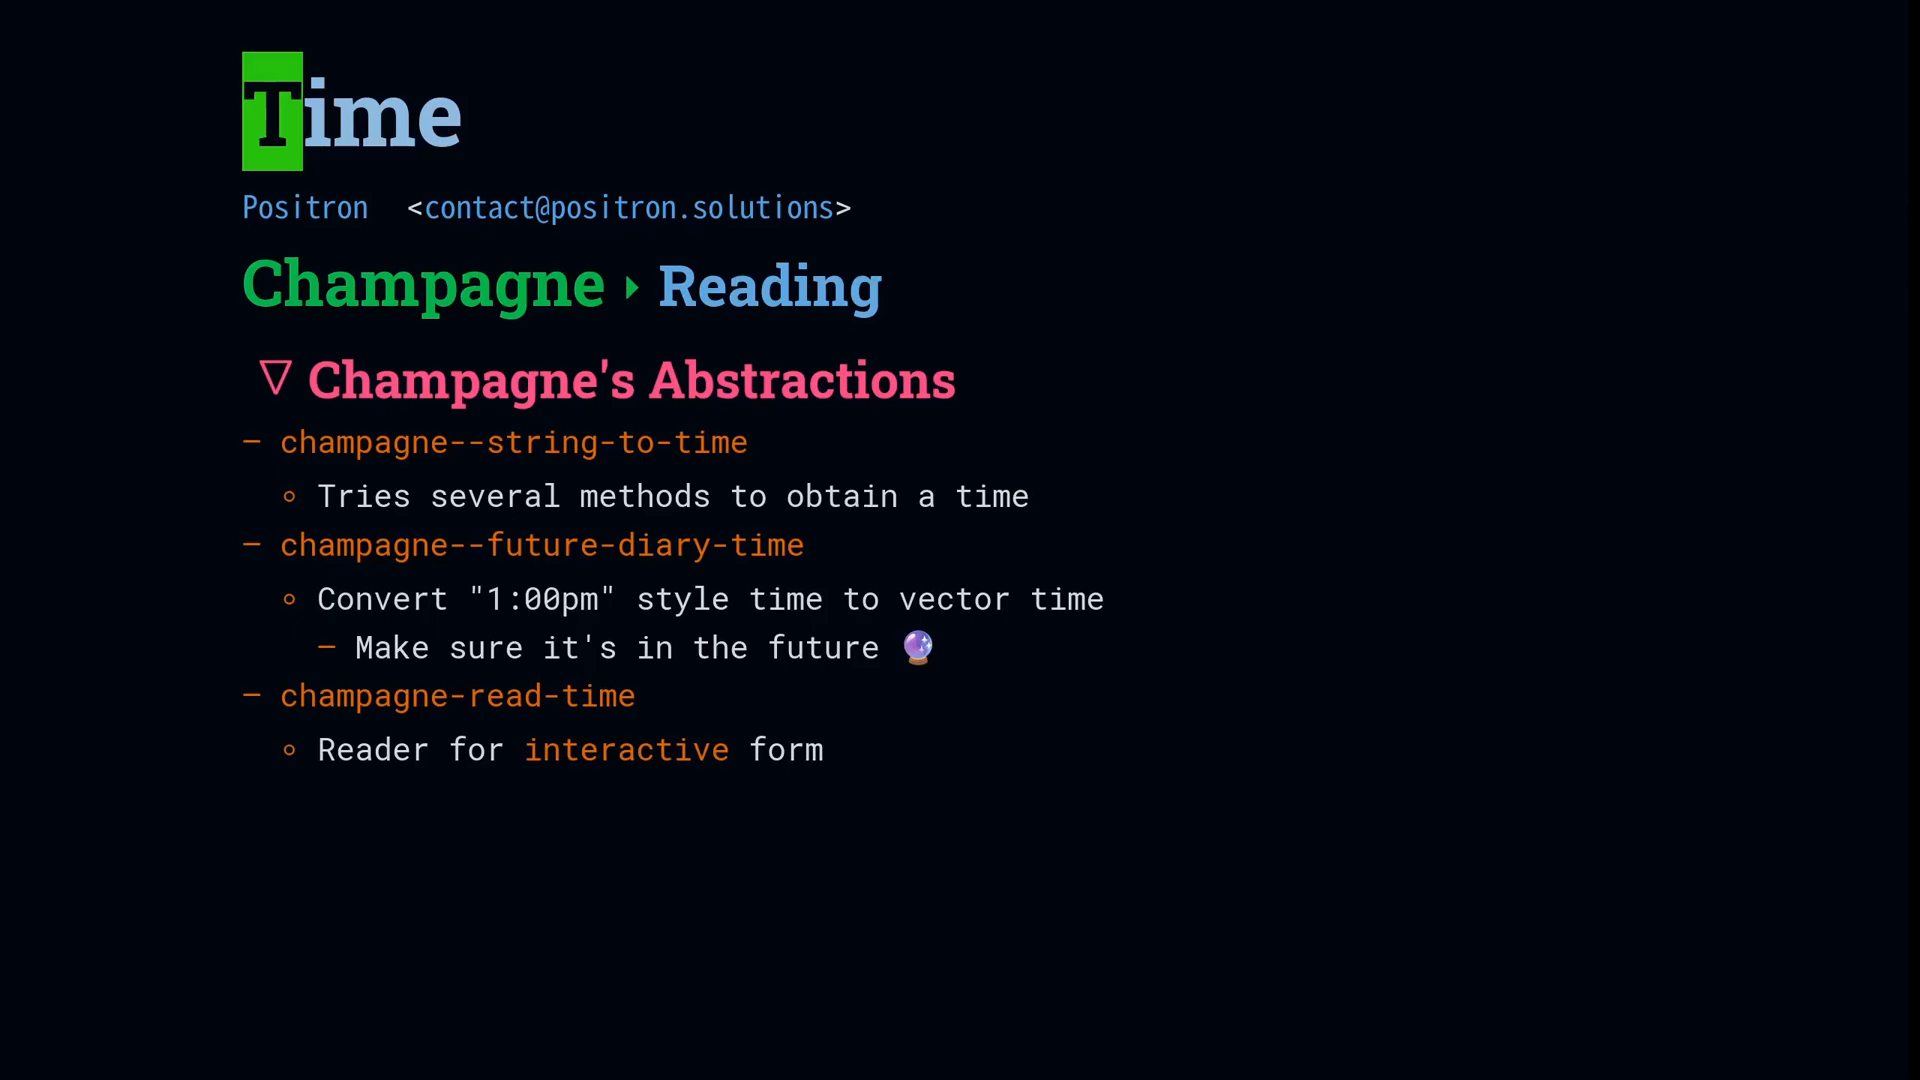 Time
Positron <contact@positron.solutions>
Champagne ▸ Reading
▽ Champagne's Abstractions
– champagne--string-to-time
∘ Tries several methods to obtain a time
– champagne--future-diary-time
∘ Convert "1:00pm" style time to vector time
– Make sure it's in the future 🔮
– champagne-read-time
∘ Reader for interactive form